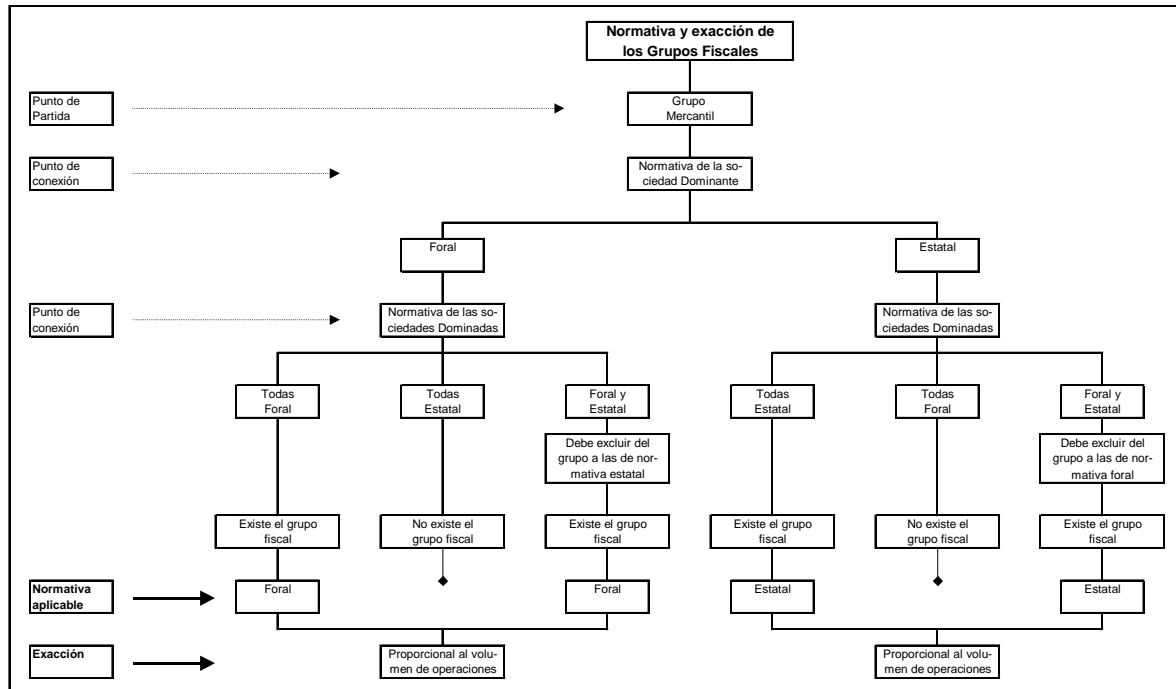 Normativa y exacción de
los Grupos Fiscales
Punto de
Partida
Grupo
Mercantil
Punto de
conexión
Normativa de la so-
ciedad Dominante
Foral
Estatal
Punto de
conexión
Normativa de las so-
ciedades Dominadas
Normativa de las so-
ciedades Dominadas
Todas
Foral
Todas
Estatal
Foral y
Estatal
Todas
Estatal
Todas
Foral
Foral y
Estatal
Debe excluir del
grupo a las de nor-
mativa estatal
Debe excluir del
grupo a las de nor-
mativa foral
Existe el grupo
fiscal
No existe el
grupo fiscal
Existe el grupo
fiscal
Existe el grupo
fiscal
No existe el
grupo fiscal
Existe el grupo
fiscal
Normativa
aplicable
Foral
Foral
Estatal
Estatal
Exacción
Proporcional al volu-
men de operaciones
Proporcional al volu-
men de operaciones